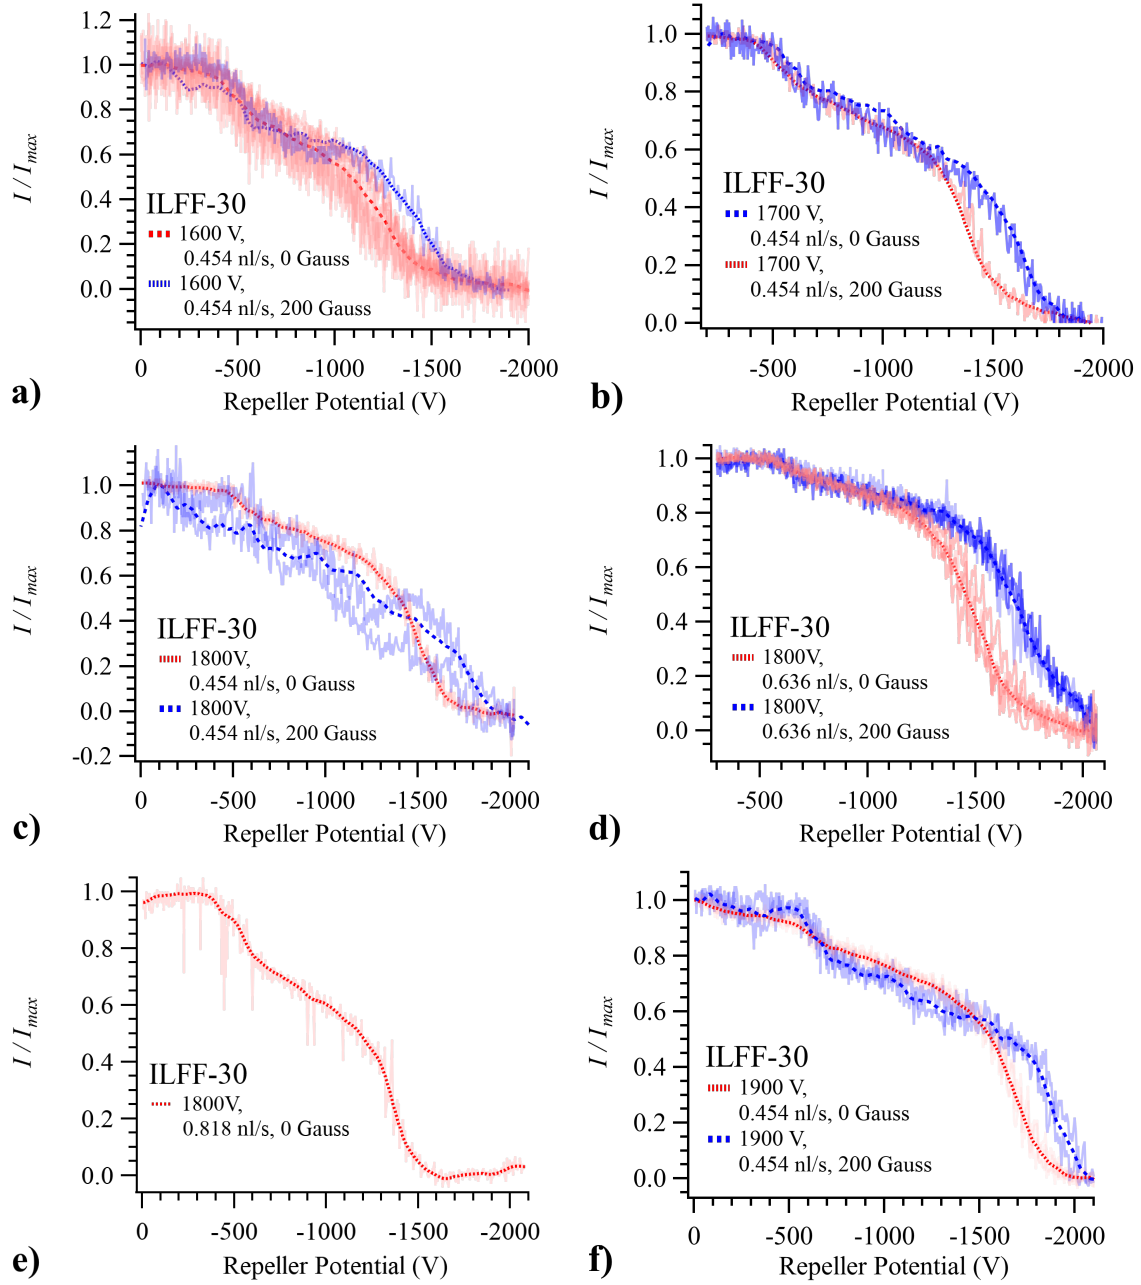 1.2
1.0
0.8
0.6
0.4
0.2
0.0
I / Imax
ILFF-30
1600 V,
0.454 nl/s, 0 Gauss
1600 V,
0.454 nl/s, 200 Gauss
0 -500 -1000 -1500 -2000
Repeller Potential (V)
a)
1.0
0.8
0.6
0.4
0.2
0.0
I / Imax
ILFF-30
1700 V,
0.454 nl/s, 0 Gauss
1700 V,
0.454 nl/s, 200 Gauss
-500 -1000 -1500 -2000
Repeller Potential (V)
b)
1.0
0.8
0.6
0.4
0.2
0.0
-0.2
I / Imax
ILFF-30
1800V,
0.454 nl/s, 0 Gauss
1800V,
0.454 nl/s, 200 Gauss
0 -500 -1000 -1500 -2000
Repeller Potential (V)
c)
1.0
0.8
0.6
0.4
0.2
0.0
I / Imax
ILFF-30
1800V,
0.636 nl/s, 0 Gauss
1800V,
0.636 nl/s, 200 Gauss
-500 -1000 -1500 -2000
Repeller Potential (V)
d)
1.0
0.8
0.6
0.4
0.2
0.0
I / Imax
ILFF-30
1800V,
0.818 nl/s, 0 Gauss
0 -500 -1000 -1500 -2000
Repeller Potential (V)
e)
1.0
0.8
0.6
0.4
0.2
0.0
I / Imax
ILFF-30
1900 V,
0.454 nl/s, 0 Gauss
1900 V,
0.454 nl/s, 200 Gauss
0 -500 -1000 -1500 -2000
Repeller Potential (V)
f)